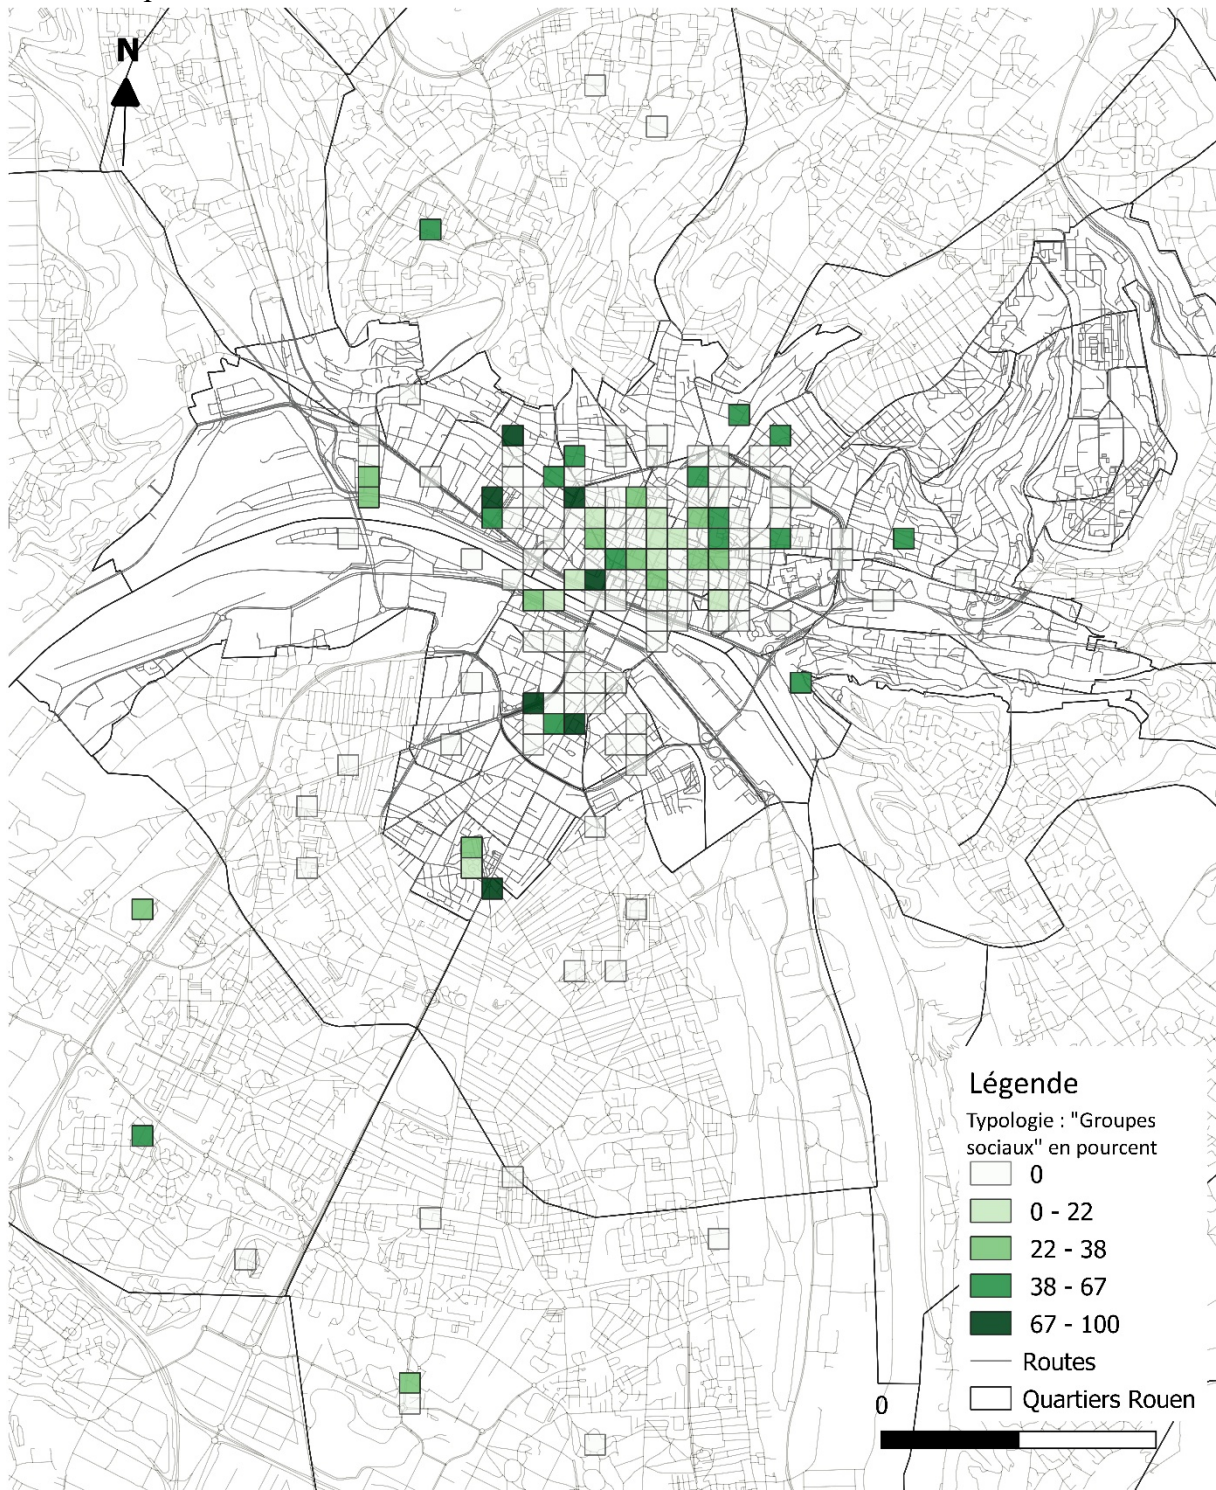 N
Légende
Typologie : "Groupes
sociaux" en pourcent
0
0 - 22
22 - 38
38 - 67
67 - 100
Routes
Quartiers Rouen
0